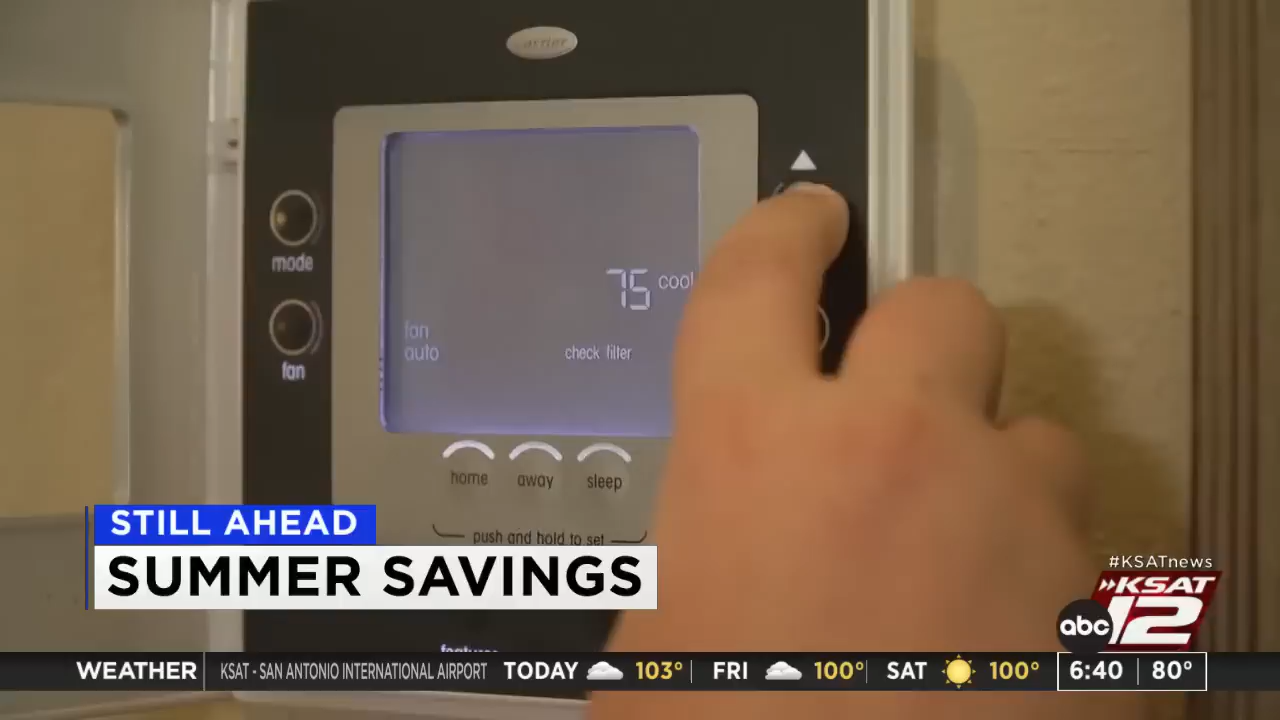 Carrier
mode
fan
75 cool
fan
auto
check filter
home away sleep
push and hold to set
STILL AHEAD
SUMMER SAVINGS
#KSATnews
KSAT
12
abc
WEATHER KSAT - SAN ANTONIO INTERNATIONAL AIRPORT TODAY 103° FRI 100° SAT 100° 6:40 80°